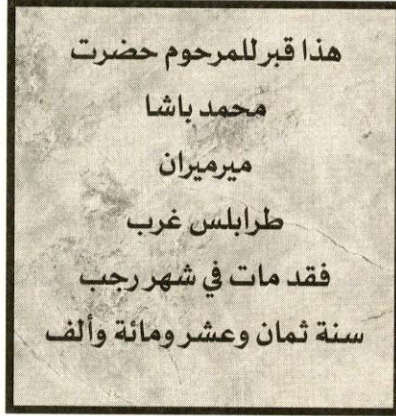 هذا قبر للمرحوم حضرت
محمد باشا
ميرميران
طرابلس غرب
فقد مات في شهر رجب
سنة ثمان وعشر ومائة وألف